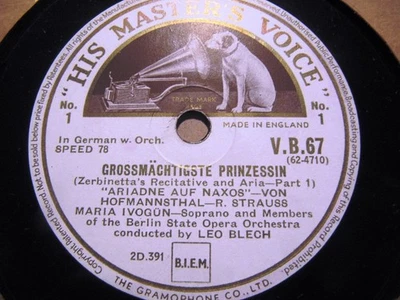 "HIS MASTER'S VOICE"
TRADE MARK
No. 1
No. 1
MADE IN ENGLAND
In German w. Orch.
SPEED 78
V.B.67
(62-4710)
GROSSMÄCHTIGSTE PRINZESSIN
(Zerbinetta's Recitative and Aria—Part 1)
"ARIADNE AUF NAXOS"—VON
HOFMANNSTHAL—R. STRAUSS
MARIA IVOGÜN—Soprano and Members
of the Berlin State Opera Orchestra
conducted by LEO BLECH
2D.391
B.I.E.M.
THE GRAMOPHONE CO., LTD.